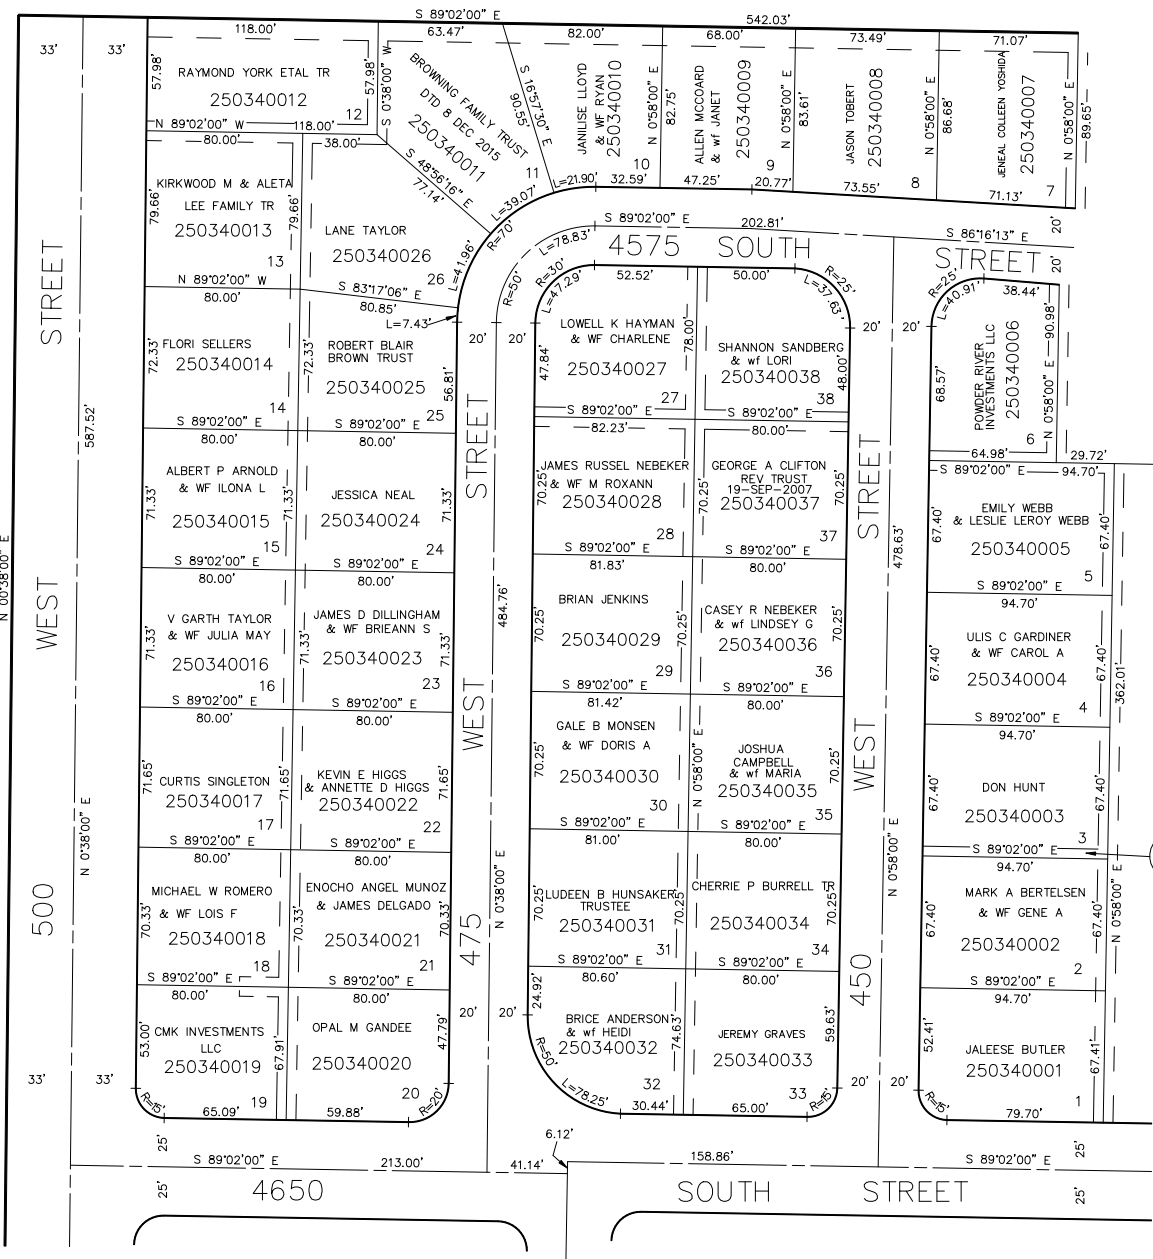 S 89°02'00" E
542.03'
33'
33'
118.00'
63.47'
82.00'
68.00'
73.49'
71.07'
57.98'
RAYMOND YORK ETAL TR
250340012
12
57.98'
S 0°38'00" W
N 89°02'00" W
118.00'
BROWNING FAMILY TRUST
DTD 8 DEC 2015
250340011
11
S 16°57'30" E
90.55'
JANILISE LLOYD
& WF RYAN
250340010
10
N 0°58'00" E
82.75'
ALLEN MCCOARD
& wf JANET
250340009
9
83.61'
JASON TOBERT
250340008
8
N 0°58'00" E
86.68'
JENEAL COLLEEN YOSHIDA
250340007
7
N 0°58'00" E
89.65'
80.00'
38.00'
S 48°56'16" E
77.14'
L=39.07'
L=21.90'
32.59'
47.25'
20.77'
73.55'
71.13'
KIRKWOOD M & ALETA
LEE FAMILY TR
250340013
13
79.66'
79.66'
LANE TAYLOR
250340026
26
L=41.96'
R=70'
L=78.83'
R=50'
S 89°02'00" E
202.81'
S 86°16'13" E
20'
20'
4575 SOUTH STREET
N 89°02'00" W
80.00'
S 83°17'06" E
80.85'
L=7.43'
R=30'
L=47.29'
52.52'
50.00'
R=25'
L=37.63'
R=25'
L=40.91'
38.44'
20'
20'
20'
20'
FLORI SELLERS
250340014
14
72.33'
72.33'
ROBERT BLAIR
BROWN TRUST
250340025
25
56.81'
LOWELL K HAYMAN
& WF CHARLENE
250340027
27
47.84'
78.00'
SHANNON SANDBERG
& wf LORI
250340038
38
48.00'
POWDER RIVER
INVESTMENTS LLC
250340006
6
68.57'
N 0°58'00" E
90.98'
64.98'
29.72'
587.52'
S 89°02'00" E
80.00'
S 89°02'00" E
80.00'
S 89°02'00" E
82.23'
S 89°02'00" E
80.00'
S 89°02'00" E
94.70'
ALBERT P ARNOLD
& WF ILONA L
250340015
15
71.33'
71.33'
JESSICA NEAL
250340024
24
71.33'
JAMES RUSSEL NEBEKER
& WF M ROXANN
250340028
28
70.25'
70.25'
GEORGE A CLIFTON
REV TRUST
19-SEP-2007
250340037
37
70.25'
478.63'
EMILY WEBB
& LESLIE LEROY WEBB
250340005
5
67.40'
67.40'
S 89°02'00" E
80.00'
S 89°02'00" E
80.00'
S 89°02'00" E
81.83'
S 89°02'00" E
80.00'
S 89°02'00" E
94.70'
N 00°38'00" E
V GARTH TAYLOR
& WF JULIA MAY
250340016
16
71.33'
71.33'
JAMES D DILLINGHAM
& WF BRIEANN S
250340023
23
71.33'
484.76'
BRIAN JENKINS
250340029
29
70.25'
70.25'
CASEY R NEBEKER
& wf LINDSEY G
250340036
36
70.25'
ULIS C GARDINER
& WF CAROL A
250340004
4
67.40'
67.40'
362.01'
S 89°02'00" E
80.00'
S 89°02'00" E
80.00'
S 89°02'00" E
81.42'
S 89°02'00" E
80.00'
S 89°02'00" E
94.70'
CURTIS SINGLETON
250340017
17
71.65'
71.65'
KEVIN E HIGGS
& ANNETTE D HIGGS
250340022
22
71.65'
GALE B MONSEN
& WF DORIS A
250340030
30
70.25'
N 0°58'00" E
JOSHUA
CAMPBELL
& wf MARIA
250340035
35
70.25'
DON HUNT
250340003
3
67.40'
67.40'
N 0°38'00" E
S 89°02'00" E
80.00'
S 89°02'00" E
80.00'
S 89°02'00" E
81.00'
S 89°02'00" E
80.00'
S 89°02'00" E
94.70'
MICHAEL W ROMERO
& WF LOIS F
250340018
18
70.33'
70.33'
ENOCHO ANGEL MUNOZ
& JAMES DELGADO
250340021
21
70.33'
N 0°38'00" E
LUDEEN B HUNSAKER
TRUSTEE
250340031
31
70.25'
70.25'
CHERRIE P BURRELL TR
250340034
34
70.25'
N 0°58'00" E
MARK A BERTELSEN
& WF GENE A
250340002
2
67.40'
67.40'
N 0°58'00" E
S 89°02'00" E
80.00'
S 89°02'00" E
80.00'
S 89°02'00" E
80.60'
S 89°02'00" E
80.00'
S 89°02'00" E
94.70'
CMK INVESTMENTS
LLC
250340019
19
53.00'
67.91'
OPAL M GANDEE
250340020
20
47.79'
20'
20'
24.92'
BRICE ANDERSON
& wf HEIDI
250340032
32
74.63'
JEREMY GRAVES
250340033
33
59.63'
JALEESE BUTLER
250340001
1
52.41'
67.41'
33'
33'
20'
20'
R=15'
65.09'
59.88'
R=20'
R=50'
L=78.25'
30.44'
65.00'
R=15'
R=15'
79.70'
500 WEST STREET
475 WEST STREET
450 WEST STREET
25'
6.12'
25'
S 89°02'00" E
213.00'
41.14'
158.86'
S 89°02'00" E
25'
4650 SOUTH STREET
25'